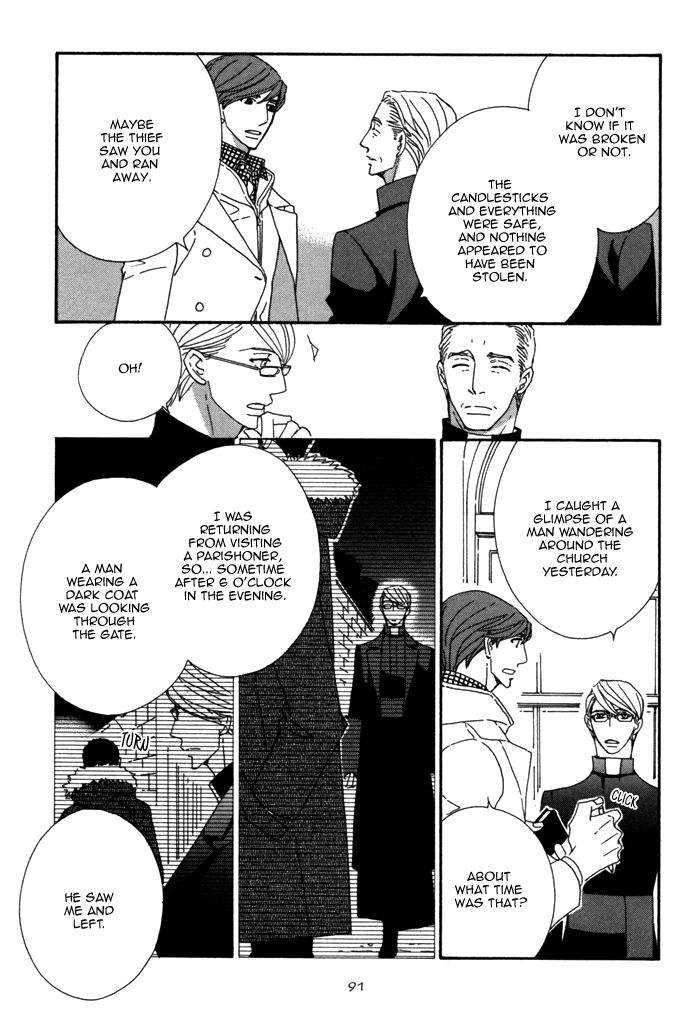 I DON'T
KNOW IF IT
WAS BROKEN
OR NOT.
THE
CANDLESTICKS
AND EVERYTHING
WERE SAFE,
AND NOTHING
APPEARED TO
HAVE BEEN
STOLEN.
MAYBE
THE THIEF
SAW YOU
AND RAN
AWAY.
OH!
I CAUGHT A
GLIMPSE OF A
MAN WANDERING
AROUND THE
CHURCH
YESTERDAY.
CLICK
ABOUT
WHAT TIME
WAS THAT?
I WAS
RETURNING
FROM VISITING
A PARISHONER,
SO... SOMETIME
AFTER 6 O'CLOCK
IN THE EVENING.
A MAN
WEARING A
DARK COAT
WAS LOOKING
THROUGH
THE GATE.
TURN
HE SAW
ME AND
LEFT.
91